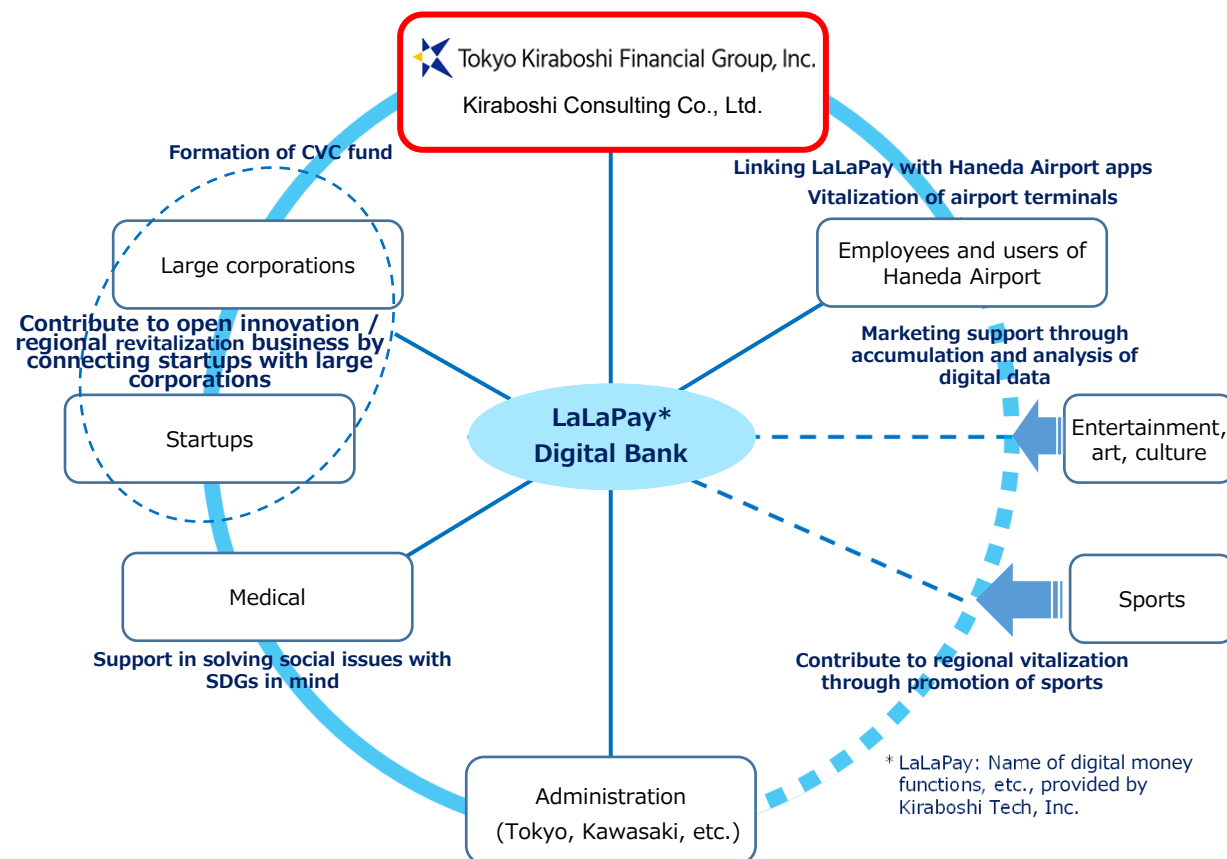 Tokyo Kiraboshi Financial Group, Inc.
Kiraboshi Consulting Co., Ltd.
Formation of CVC fund
Linking LaLaPay with Haneda Airport apps
Vitalization of airport terminals
Large corporations
Employees and users of
Haneda Airport
Contribute to open innovation /
regional revitalization business by
connecting startups with large
corporations
Marketing support through
accumulation and analysis of
digital data
Startups
LaLaPay*
Digital Bank
Entertainment,
art, culture
Medical
Sports
Support in solving social issues with
SDGs in mind
Contribute to regional vitalization
through promotion of sports
Administration
(Tokyo, Kawasaki, etc.)
* LaLaPay: Name of digital money
functions, etc., provided by
Kiraboshi Tech, Inc.